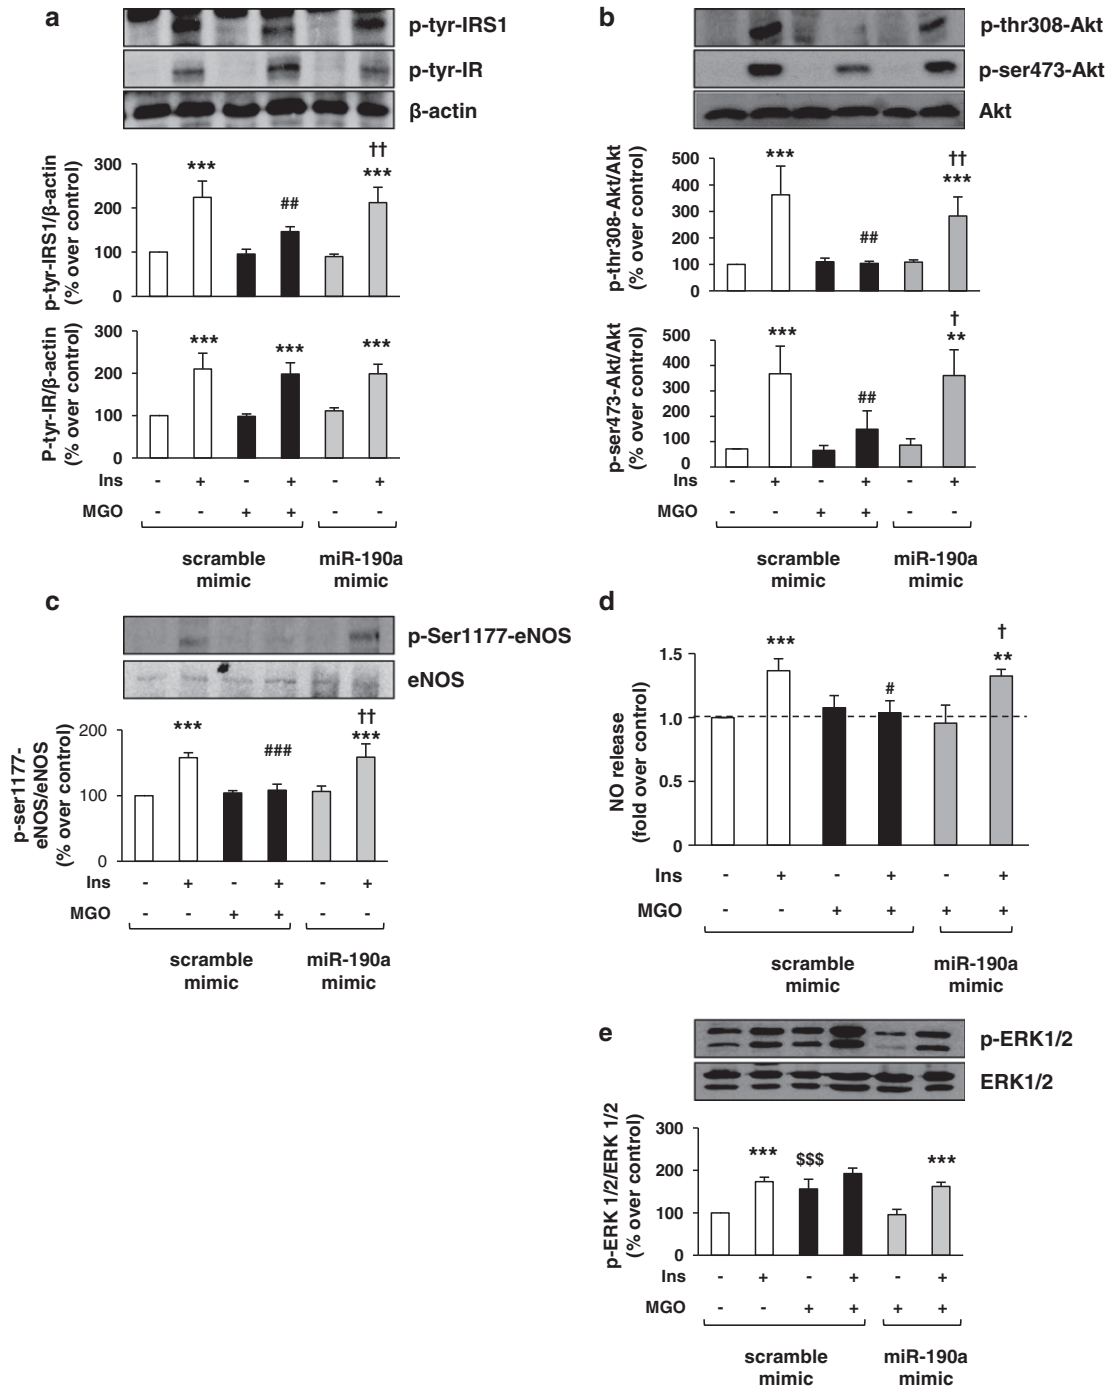 a
p-tyr-IRS1
p-tyr-IR
β-actin
p-tyr-IRS1/β-actin
(% over control)
300
200
100
0
***
##
††
***
P-tyr-IR/β-actin
(% over control)
300
200
100
0
***
***
***
Ins - + - + - +
MGO - - + + - -
scramble
mimic
miR-190a
mimic
b
p-thr308-Akt
p-ser473-Akt
Akt
p-thr308-Akt/Akt
(% over control)
500
400
300
200
100
0
***
##
††
***
p-ser473-Akt/Akt
(% over control)
500
400
300
200
100
0
***
##
†
**
Ins - + - + - +
MGO - - + + - -
scramble
mimic
miR-190a
mimic
c
p-Ser1177-eNOS
eNOS
p-ser1177-
eNOS/eNOS
(% over control)
200
100
0
***
###
††
***
Ins - + - + - +
MGO - - + + - -
scramble
mimic
miR-190a
mimic
d
NO release
(fold over control)
1.5
1.0
0.5
0
***
#
†
**
Ins - + - + - +
MGO - - + + + +
scramble
mimic
miR-190a
mimic
e
p-ERK1/2
ERK1/2
p-ERK 1/2/ERK 1/2
(% over control)
300
200
100
0
***
$$$
***
Ins - + - + - +
MGO - - + + + +
scramble
mimic
miR-190a
mimic